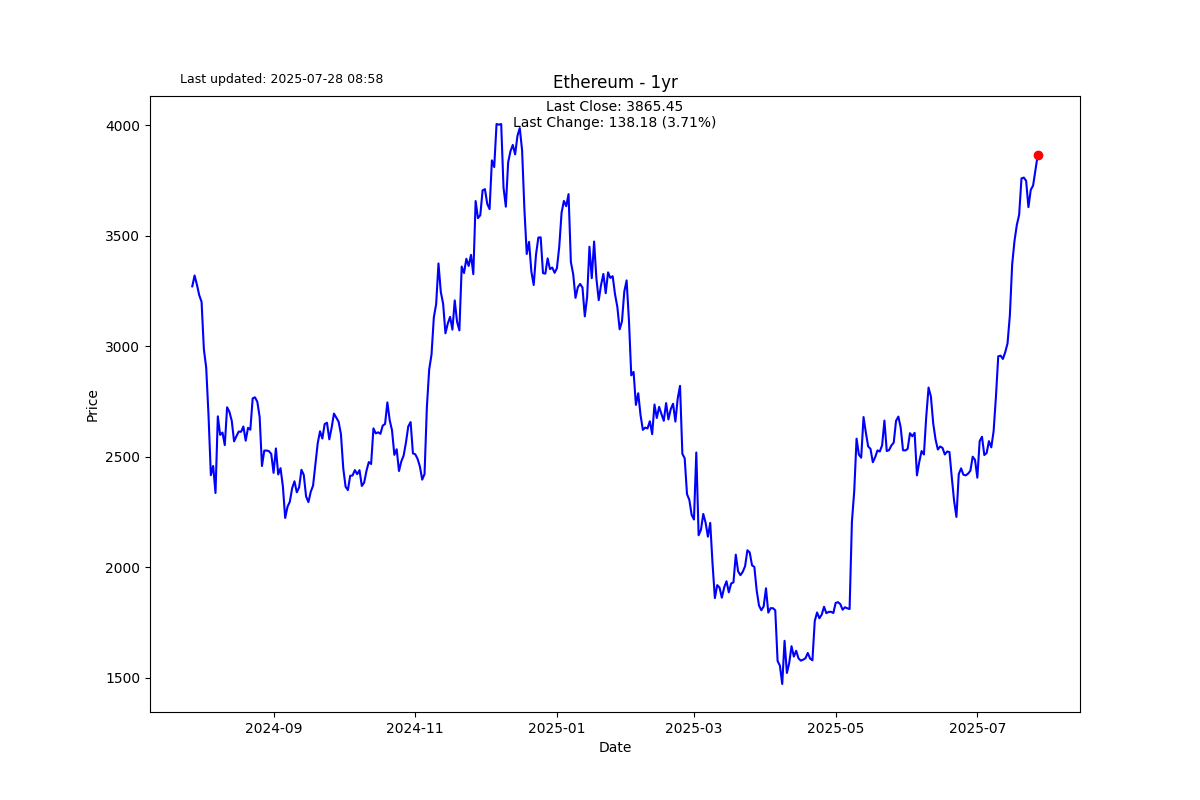 Last updated: 2025-07-28 08:58
Ethereum - 1yr
Last Close: 3865.45
Last Change: 138.18 (3.71%)
4000
3500
3000
2500
2000
1500
Price
2024-09
2024-11
2025-01
2025-03
2025-05
2025-07
Date